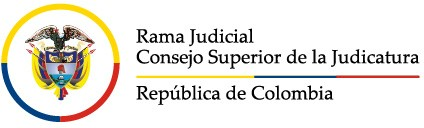 Rama Judicial
Consejo Superior de la Judicatura
República de Colombia